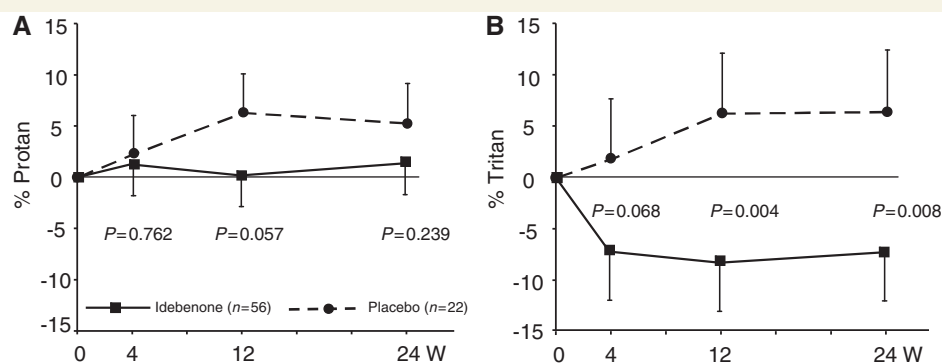 A
15
10
5
0
-5
-10
-15
% Protan
P=0.762
P=0.057
P=0.239
Idebenone (n=56)
Placebo (n=22)
0
4
12
24 W
B
15
10
5
0
-5
-10
-15
% Tritan
P=0.068
P=0.004
P=0.008
0
4
12
24 W